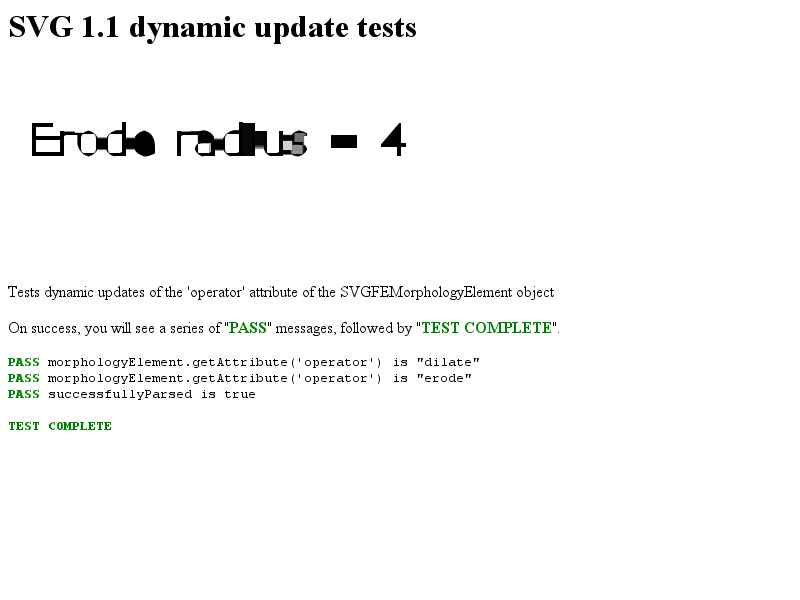 SVG 1.1 dynamic update tests
Erode radius = 4
Tests dynamic updates of the 'operator' attribute of the SVGFEMorphologyElement object
On success, you will see a series of "PASS" messages, followed by "TEST COMPLETE".
PASS morphologyElement.getAttribute('operator') is "dilate"
PASS morphologyElement.getAttribute('operator') is "erode"
PASS successfullyParsed is true
TEST COMPLETE